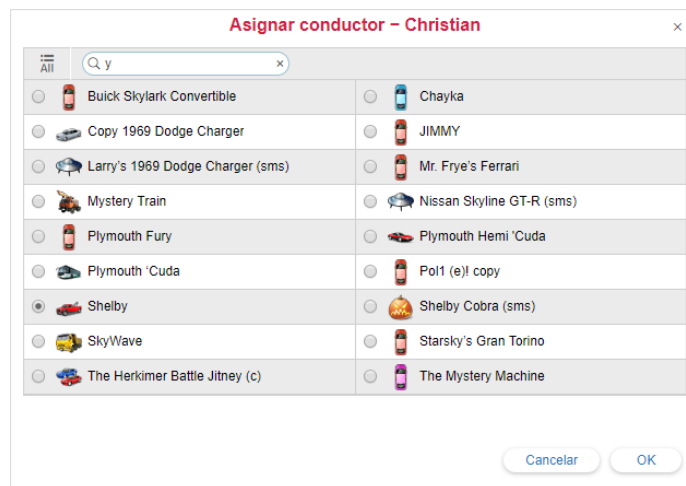 Asignar conductor – Christian
×
All
y ×
Buick Skylark Convertible
Chayka
Copy 1969 Dodge Charger
JIMMY
Larry's 1969 Dodge Charger (sms)
Mr. Frye's Ferrari
Mystery Train
Nissan Skyline GT-R (sms)
Plymouth Fury
Plymouth Hemi 'Cuda
Plymouth ‘Cuda
Pol1 (e)! copy
Shelby
Shelby Cobra (sms)
SkyWave
Starsky's Gran Torino
The Herkimer Battle Jitney (c)
The Mystery Machine
Cancelar
OK